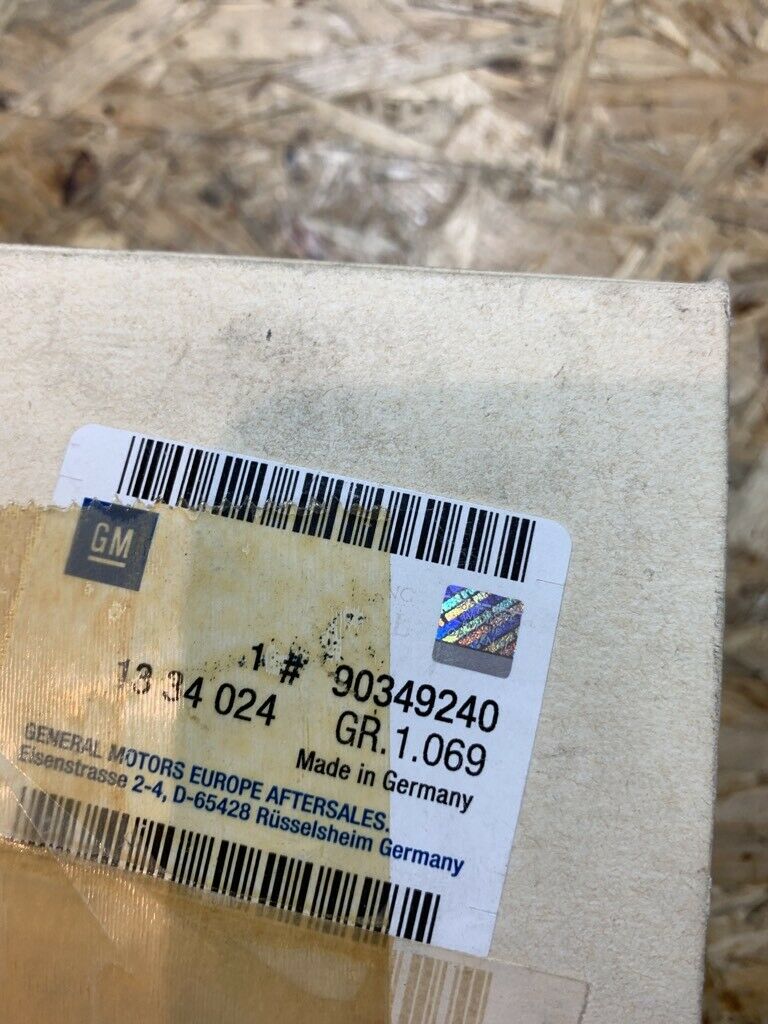 GM
1 # 90349240
13 34 024 GR.1.069
Made in Germany
GENERAL MOTORS EUROPE AFTERSALES.
Eisenstrasse 2-4, D-65428 Rüsselsheim Germany